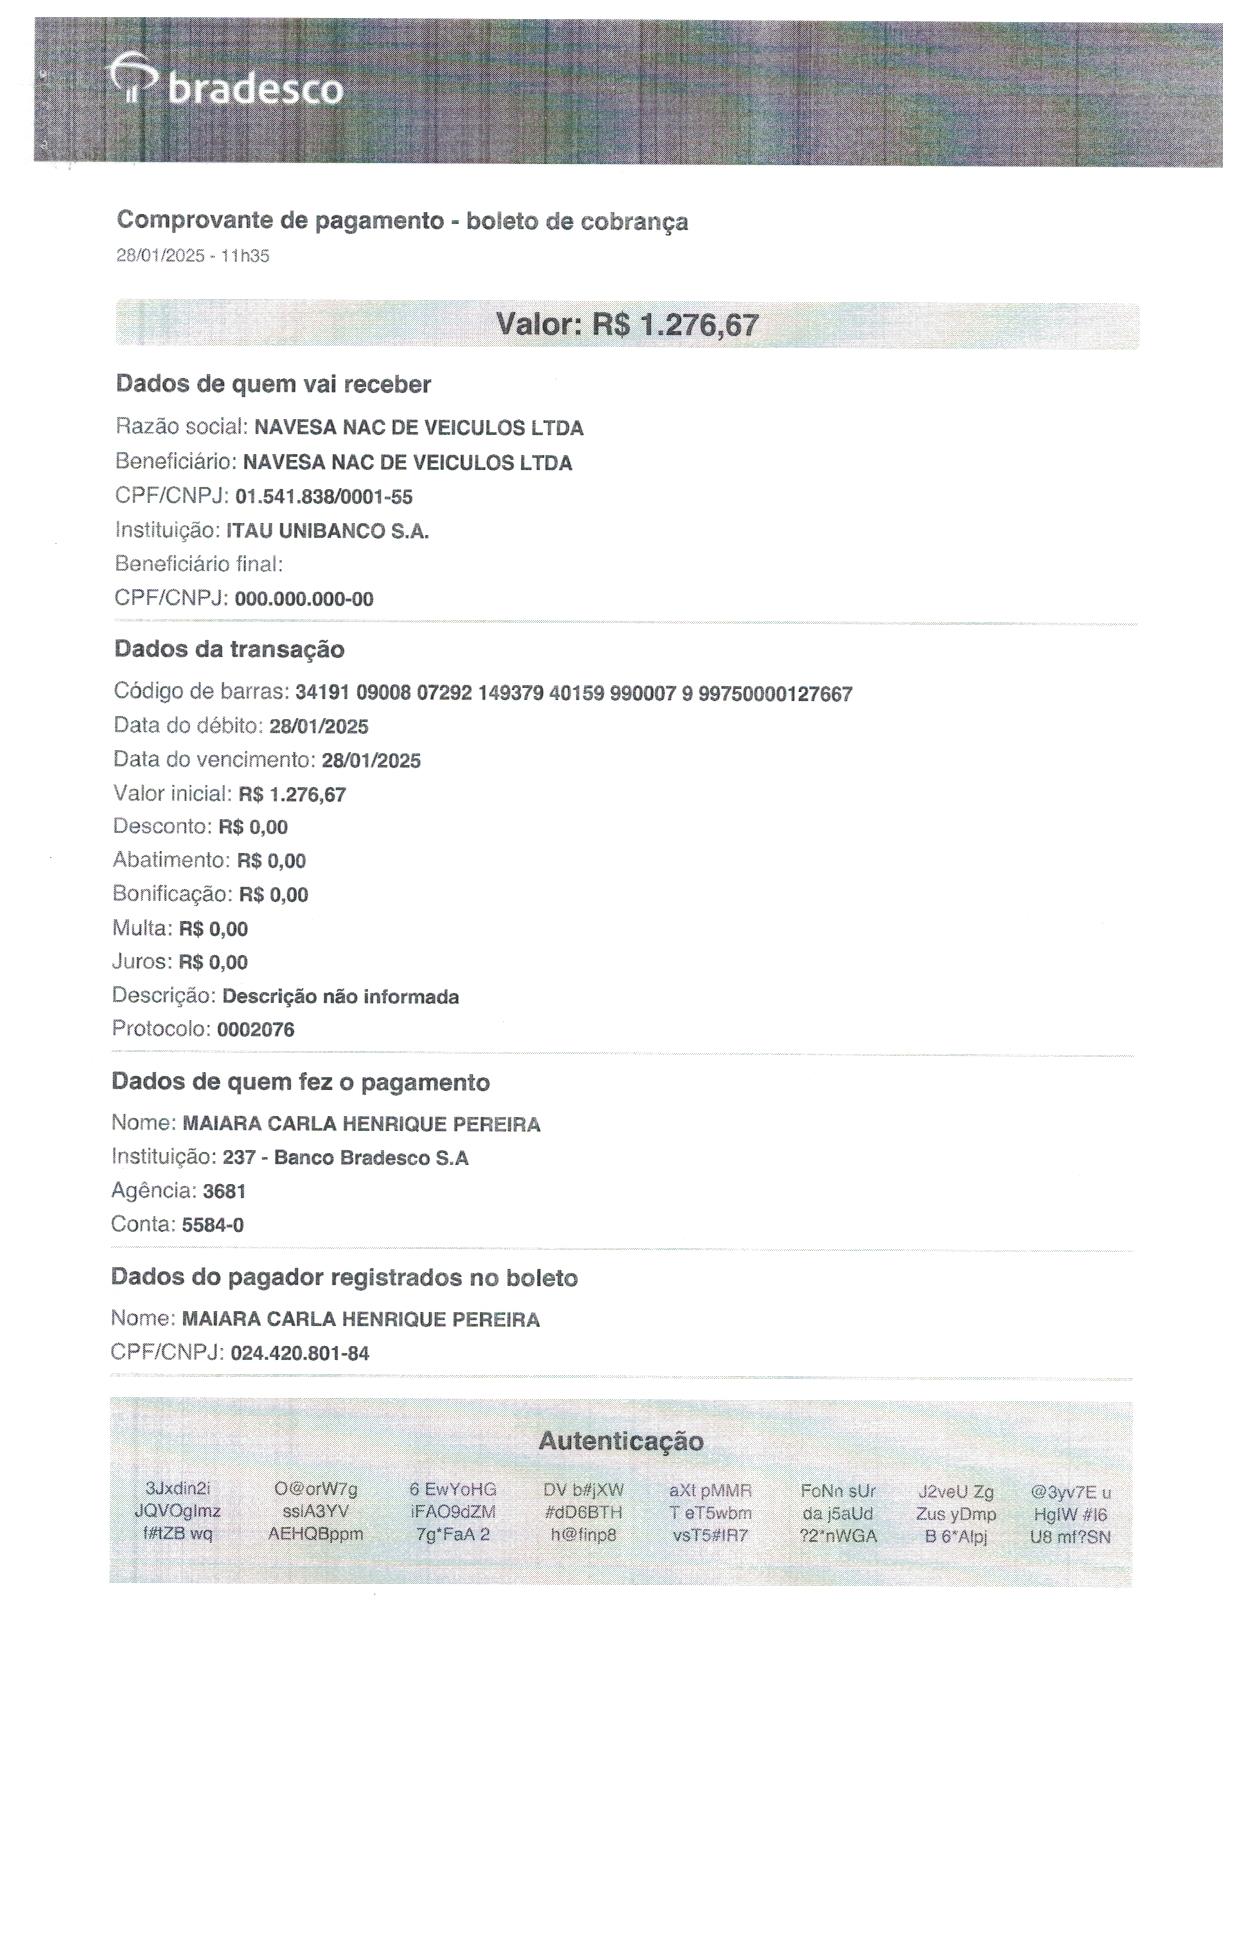 bradesco
Comprovante de pagamento - boleto de cobrança
28/01/2025 - 11h35
Valor: R$ 1.276,67
Dados de quem vai receber
Razão social: NAVESA NAC DE VEICULOS LTDA
Beneficiário: NAVESA NAC DE VEICULOS LTDA
CPF/CNPJ: 01.541.838/0001-55
Instituição: ITAU UNIBANCO S.A.
Beneficiário final:
CPF/CNPJ: 000.000.000-00
Dados da transação
Código de barras: 34191 09008 07292 149379 40159 990007 9 99750000127667
Data do débito: 28/01/2025
Data do vencimento: 28/01/2025
Valor inicial: R$ 1.276,67
Desconto: R$ 0,00
Abatimento: R$ 0,00
Bonificação: R$ 0,00
Multa: R$ 0,00
Juros: R$ 0,00
Descrição: Descrição não informada
Protocolo: 0002076
Dados de quem fez o pagamento
Nome: MAIARA CARLA HENRIQUE PEREIRA
Instituição: 237 - Banco Bradesco S.A
Agência: 3681
Conta: 5584-0
Dados do pagador registrados no boleto
Nome: MAIARA CARLA HENRIQUE PEREIRA
CPF/CNPJ: 024.420.801-84
Autenticação
3Jxdin2i O@orW7g 6 EwYoHG DV b#jXW aXt pMMR FoNn sUr J2veU Zg @3yv7E u
JQVOglmz ssiA3YV iFAO9dZM #dD6BTH T eT5wbm da j5aUd Zus yDmp HglW #I6
f#tZB wq AEHQBppm 7g*FaA 2 h@finp8 vsT5#IR7 ?2*nWGA B 6*Alpj U8 mf?SN